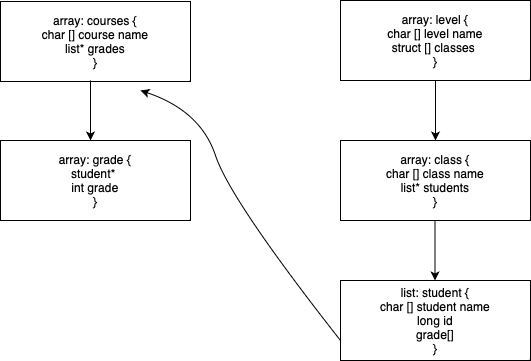 array: courses {
char [] course name
list* grades
}
array: level {
char [] level name
struct [] classes
}
array: grade {
student*
int grade
}
array: class {
char [] class name
list* students
}
list: student {
char [] student name
long id
grade[]
}